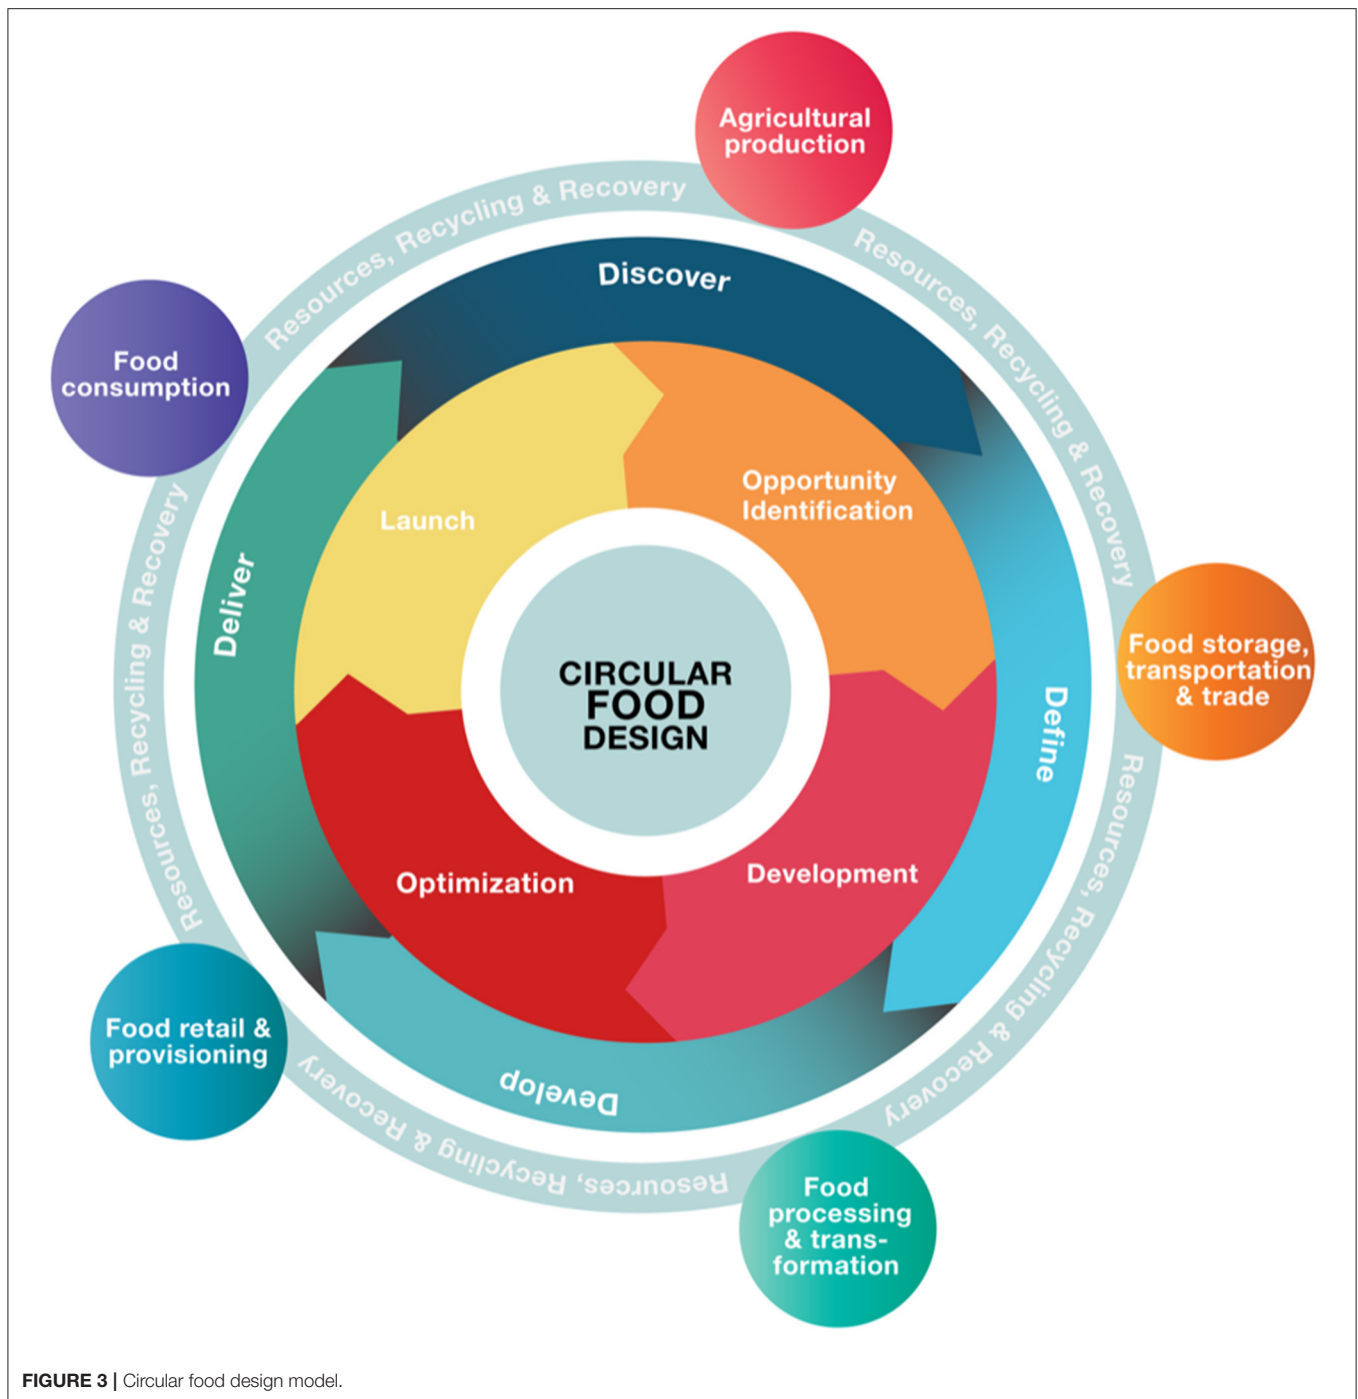 Agricultural
production
Resources, Recycling & Recovery
Resources, Recycling & Recovery
Discover
Food
consumption
Opportunity
Identification
Launch
Deliver
Resources, Recycling & Recovery
Food storage,
transportation
& trade
CIRCULAR
FOOD
DESIGN
Define
Development
Optimization
Resources, Recycling & Recovery
Food retail &
provisioning
Develop
Resources, Recycling & Recovery
Food
processing
& trans-
formation
FIGURE 3 | Circular food design model.